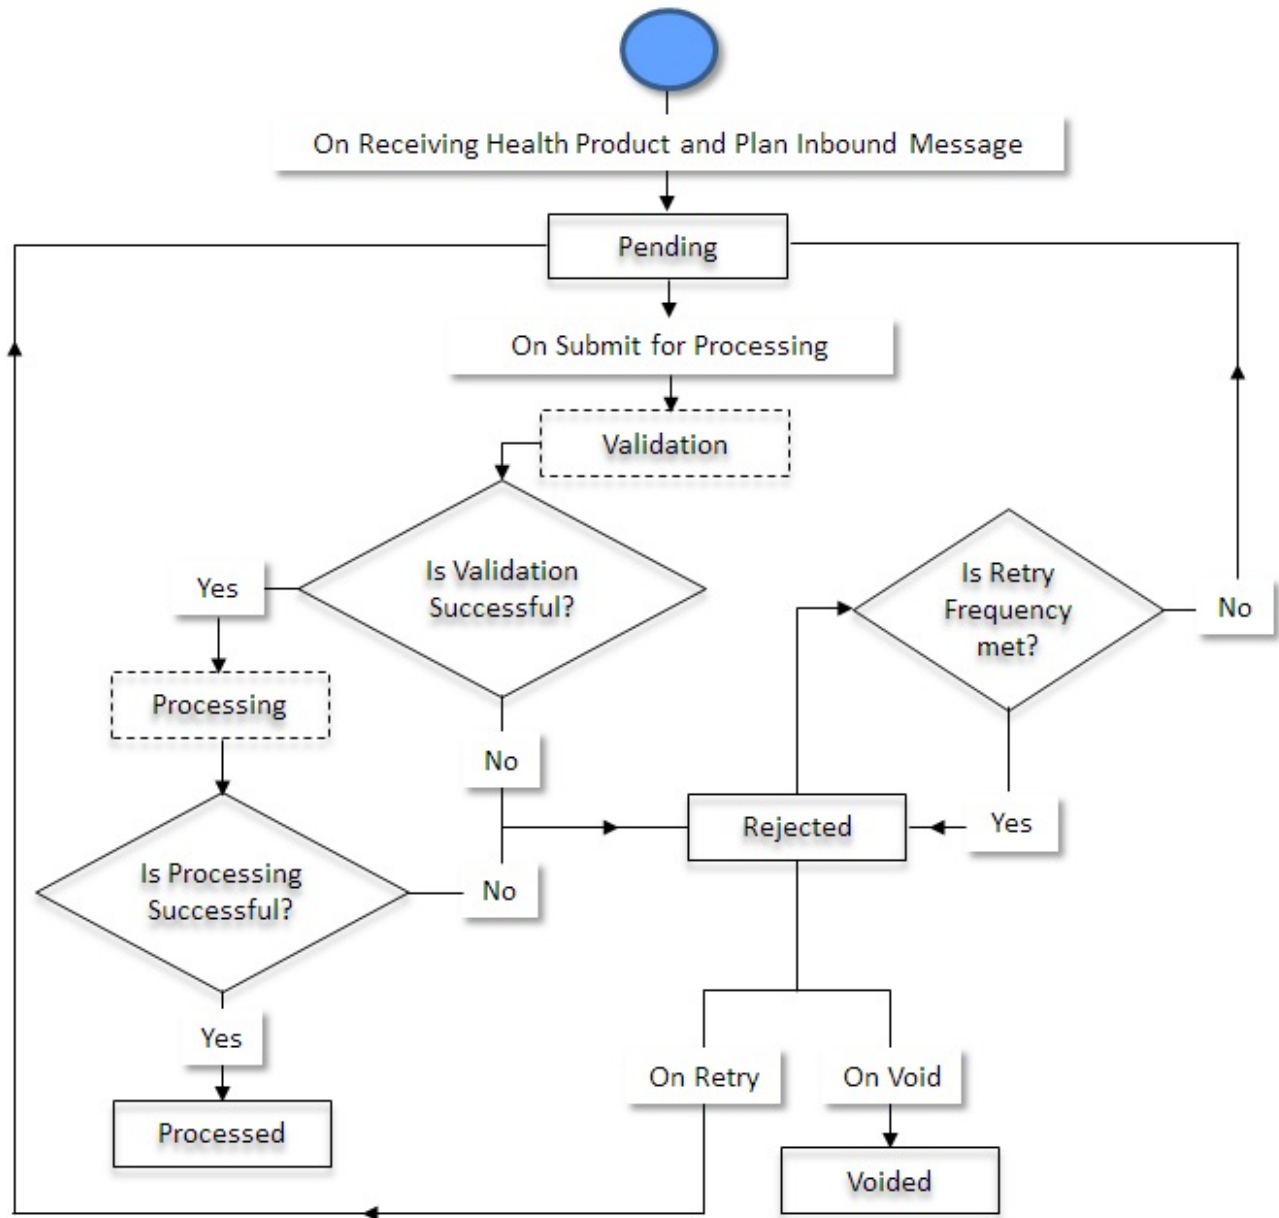 On Receiving Health Product and Plan Inbound Message
Pending
On Submit for Processing
Validation
Is Validation
Successful?
Yes
Is Retry
Frequency
met?
No
Processing
No
Yes
Rejected
Is Processing
Successful?
No
Yes
On Retry
On Void
Processed
Voided